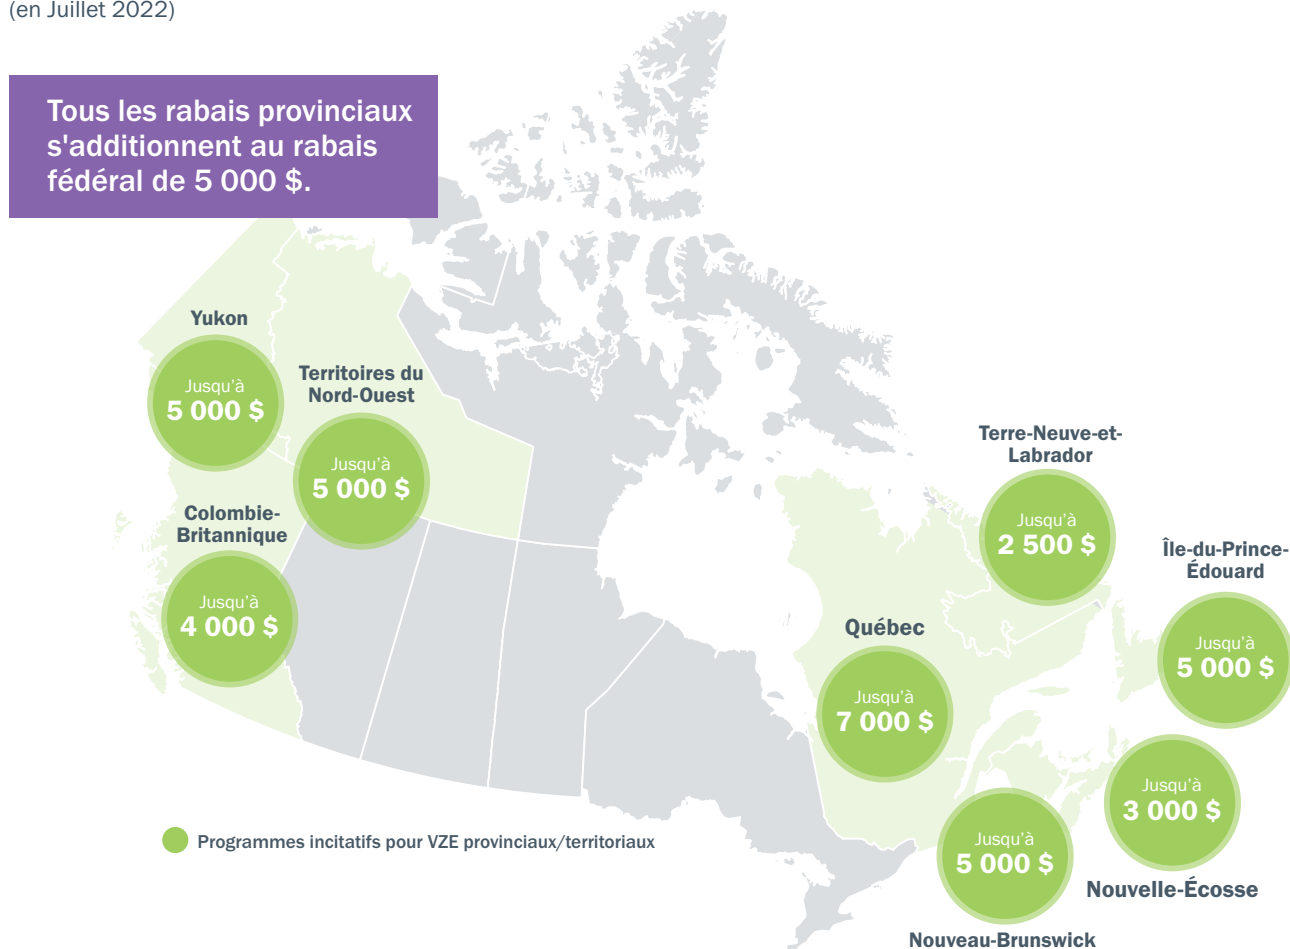 (en Juillet 2022)
Tous les rabais provinciaux
s'additionnent au rabais
fédéral de 5 000 $.
Yukon
Jusqu'à
5 000 $
Territoires du
Nord-Ouest
Jusqu'à
5 000 $
Colombie-
Britannique
Jusqu'à
4 000 $
Terre-Neuve-et-
Labrador
Jusqu'à
2 500 $
Île-du-Prince-
Édouard
Jusqu'à
5 000 $
Québec
Jusqu'à
7 000 $
Jusqu'à
3 000 $
Nouvelle-Écosse
Jusqu'à
5 000 $
Nouveau-Brunswick
Programmes incitatifs pour VZE provinciaux/territoriaux